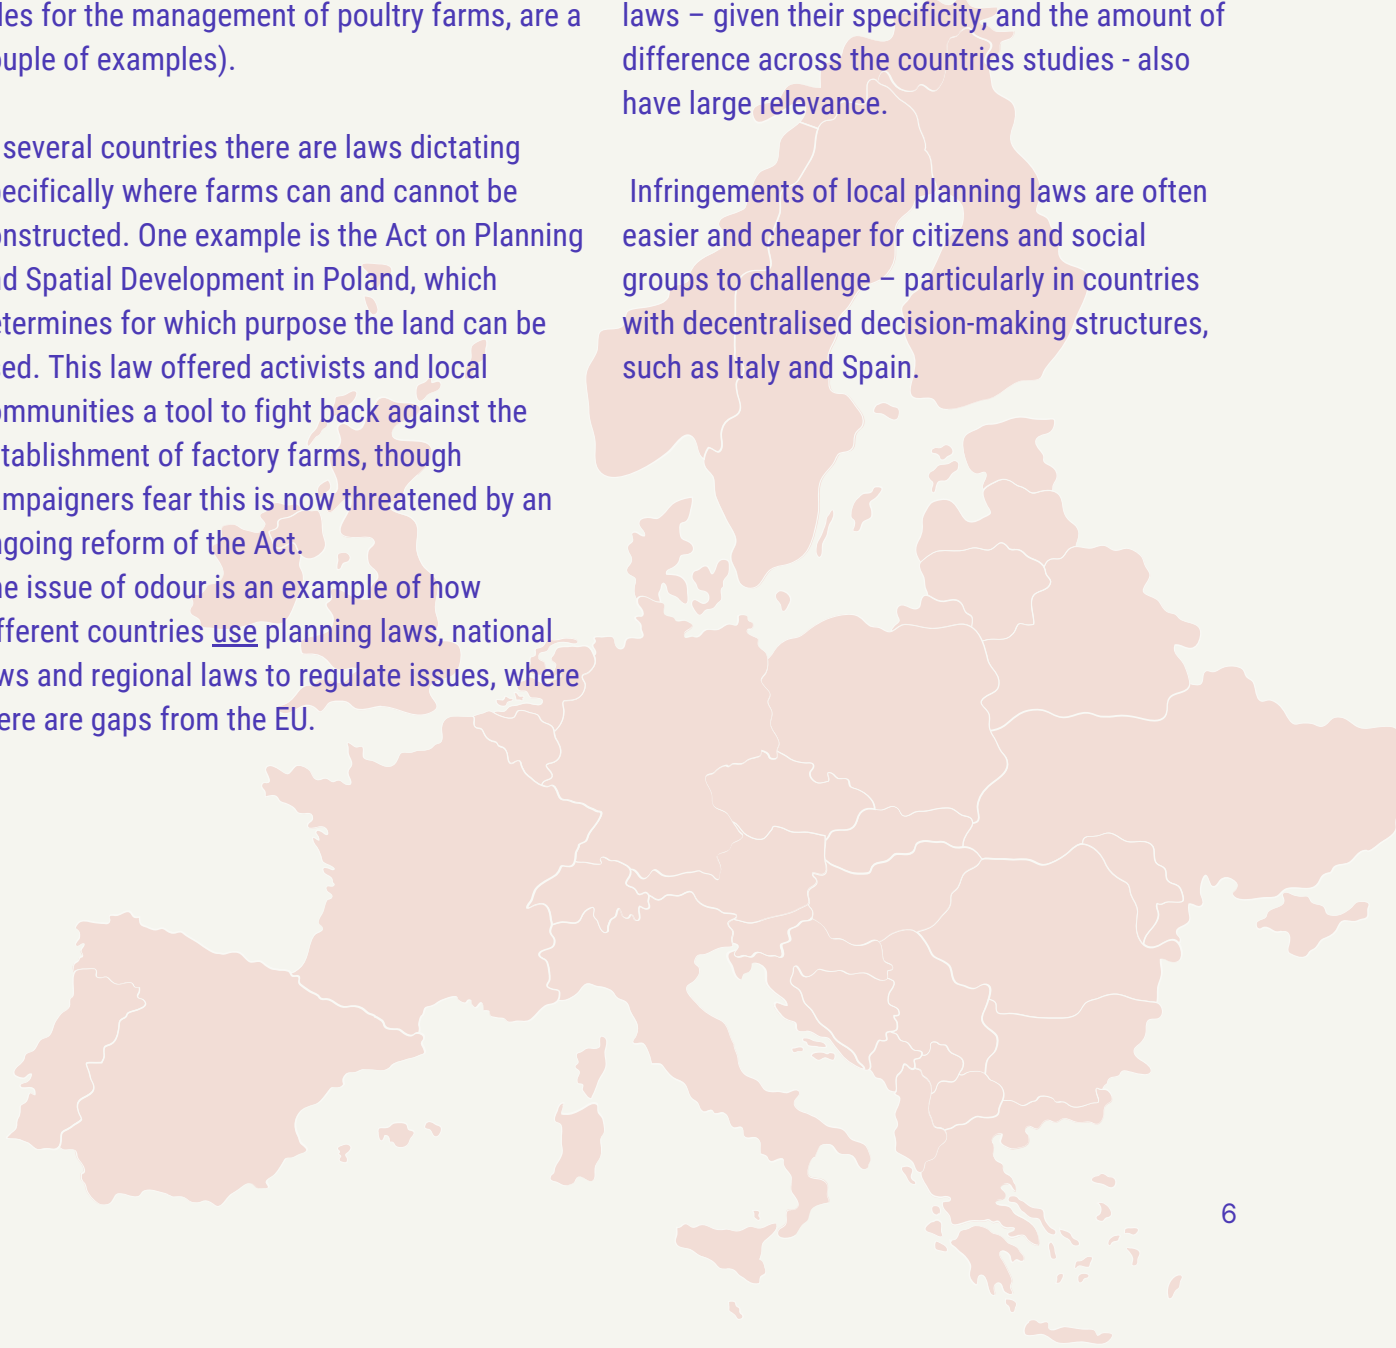 les for the management of poultry farms, are a
ouple of examples).
several countries there are laws dictating
ecifically where farms can and cannot be
onstructed. One example is the Act on Planning
d Spatial Development in Poland, which
etermines for which purpose the land can be
ed. This law offered activists and local
ommunities a tool to fight back against the
tablishment of factory farms, though
mpaigners fear this is now threatened by an
going reform of the Act.
e issue of odour is an example of how
fferent countries use planning laws, national
ws and regional laws to regulate issues, where
ere are gaps from the EU.
laws – given their specificity, and the amount of
difference across the countries studies - also
have large relevance.
Infringements of local planning laws are often
easier and cheaper for citizens and social
groups to challenge – particularly in countries
with decentralised decision-making structures,
such as Italy and Spain.
6